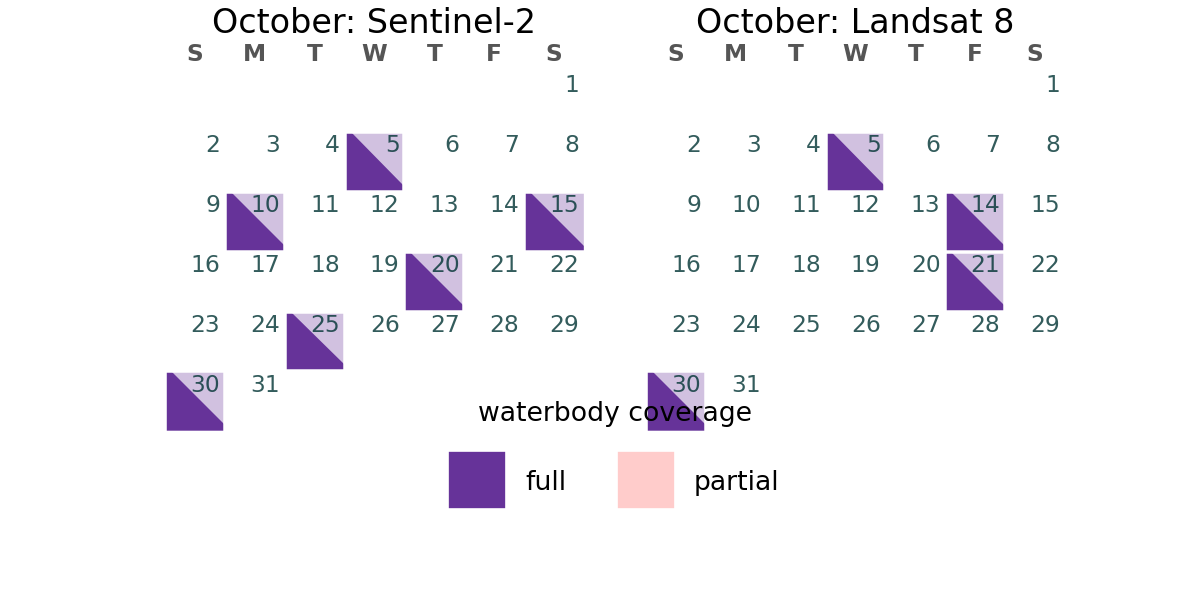 October: Sentinel-2
S M T W T F S
1
2 3 4 5 6 7 8
9 10 11 12 13 14 15
16 17 18 19 20 21 22
23 24 25 26 27 28 29
30 31
October: Landsat 8
S M T W T F S
1
2 3 4 5 6 7 8
9 10 11 12 13 14 15
16 17 18 19 20 21 22
23 24 25 26 27 28 29
30 31
waterbody coverage
full partial